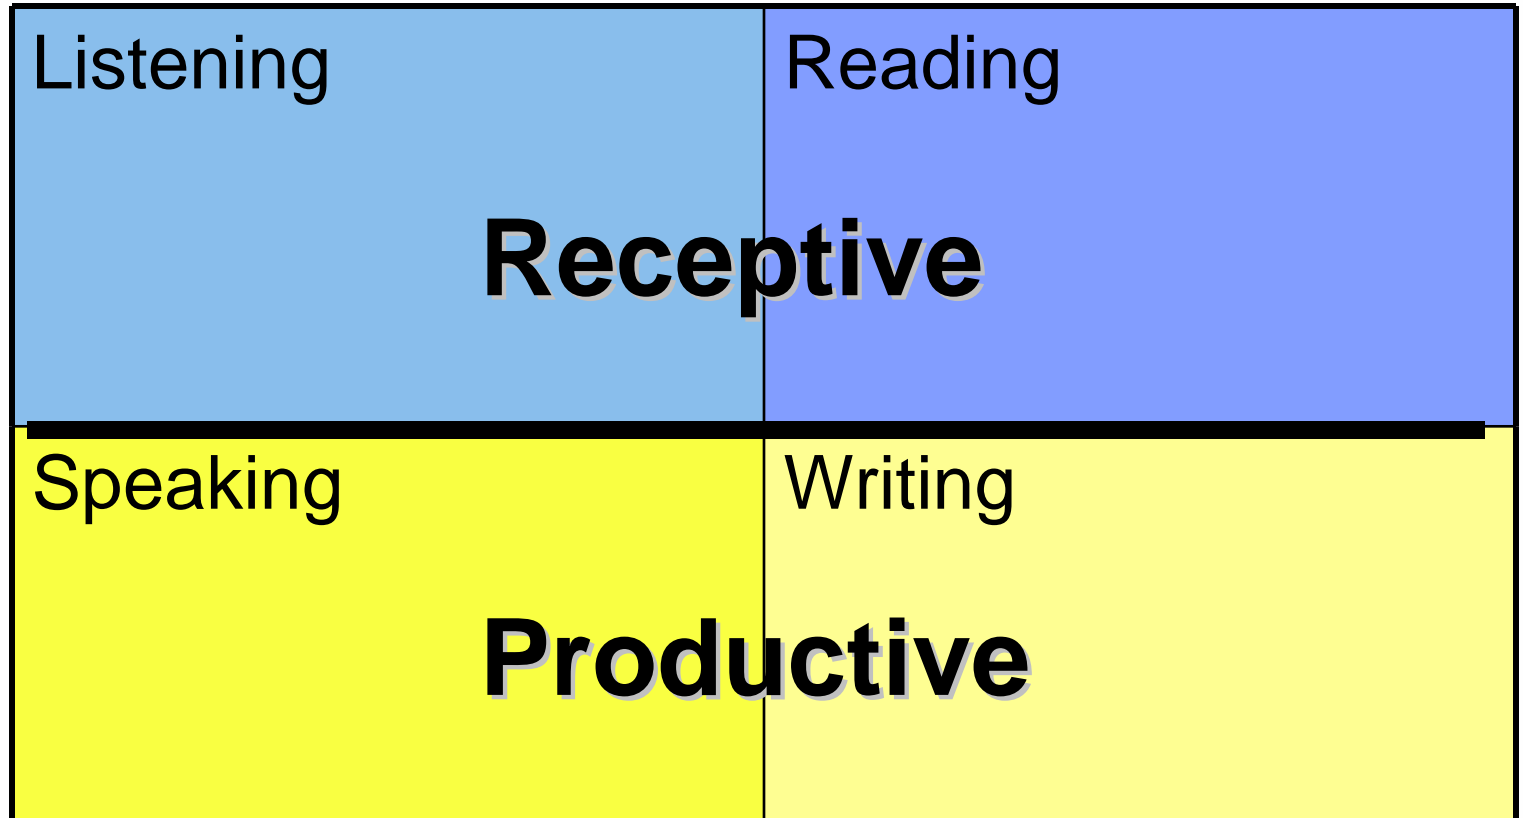 Listening
Reading
Receptive
Speaking
Writing
Productive